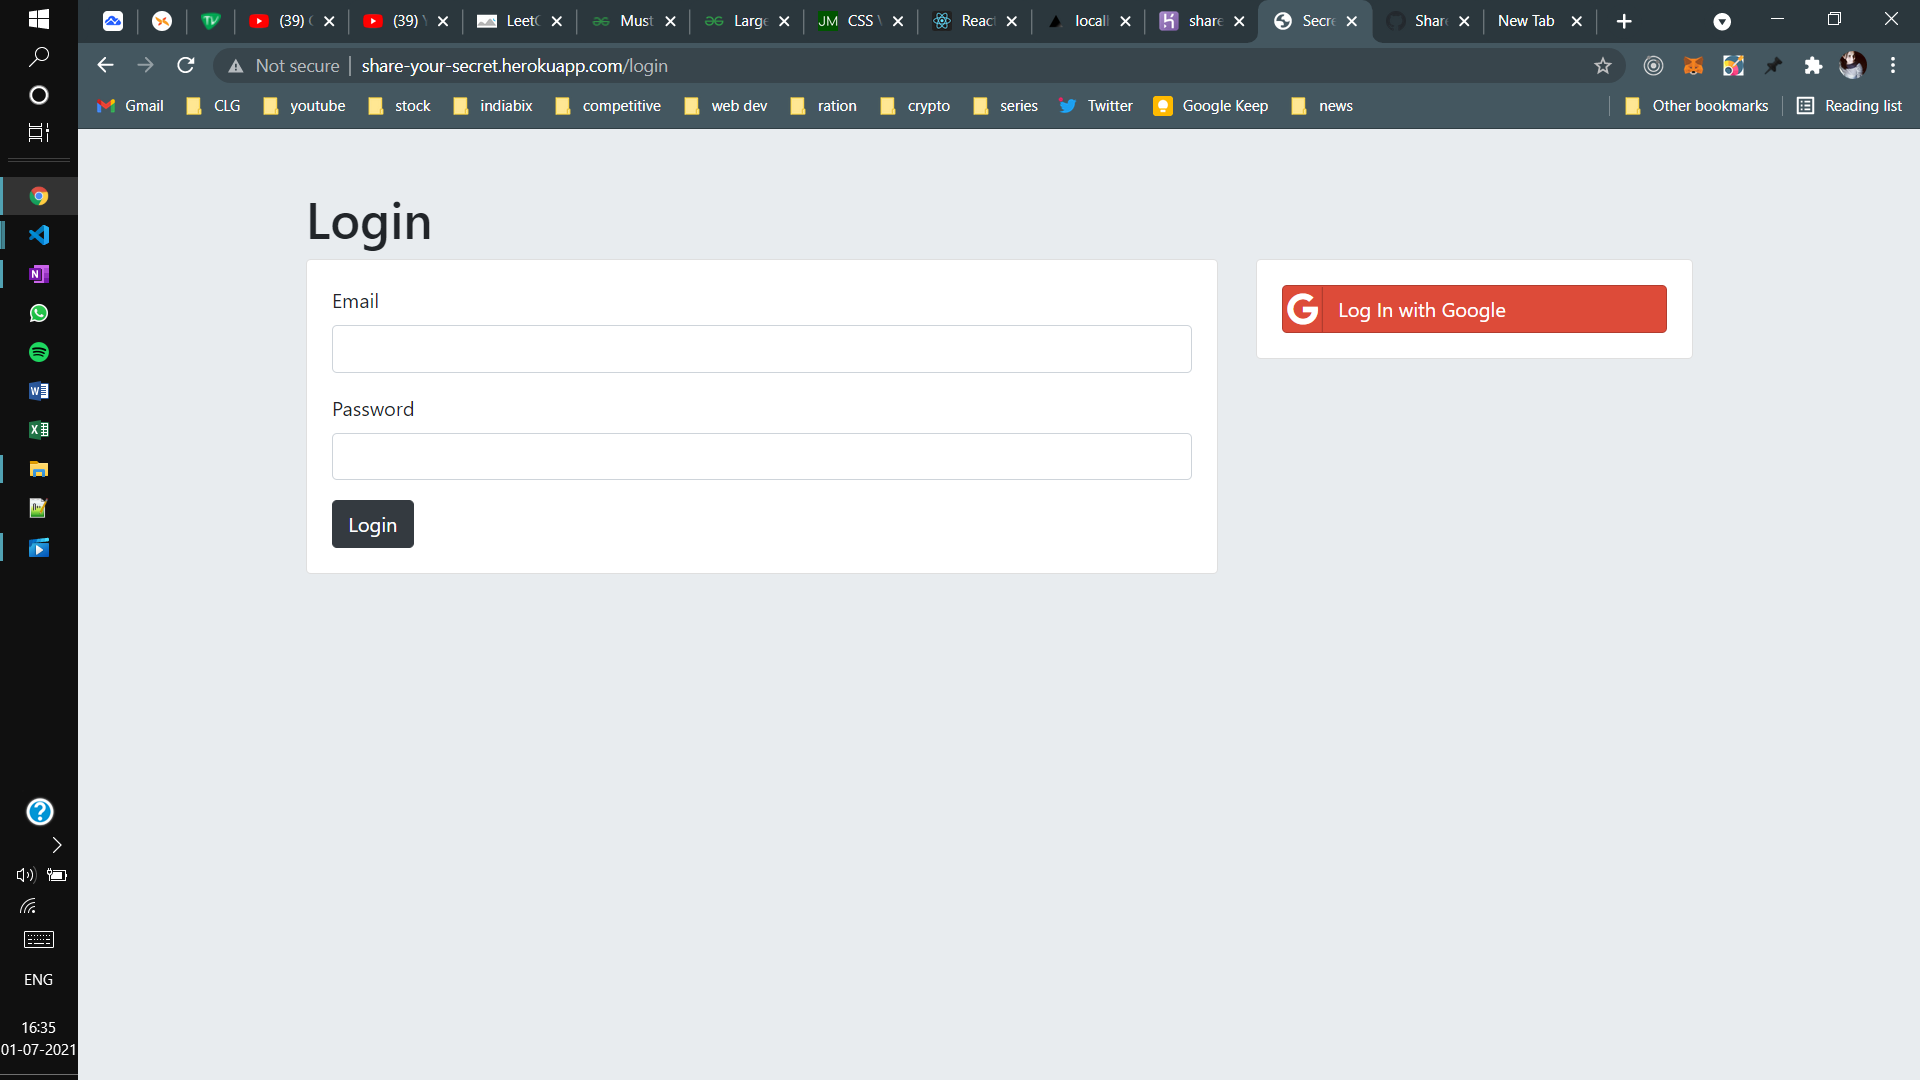 (39)
(39)
LeetC
Must
Large
JM CSS
React
locall
share
Secre
Share
New Tab
Not secure | share-your-secret.herokuapp.com/login
Gmail CLG youtube stock indiabix competitive web dev ration crypto series Twitter Google Keep news Other bookmarks Reading list
Login
Email
Log In with Google
Password
Login
ENG
16:35
01-07-2021